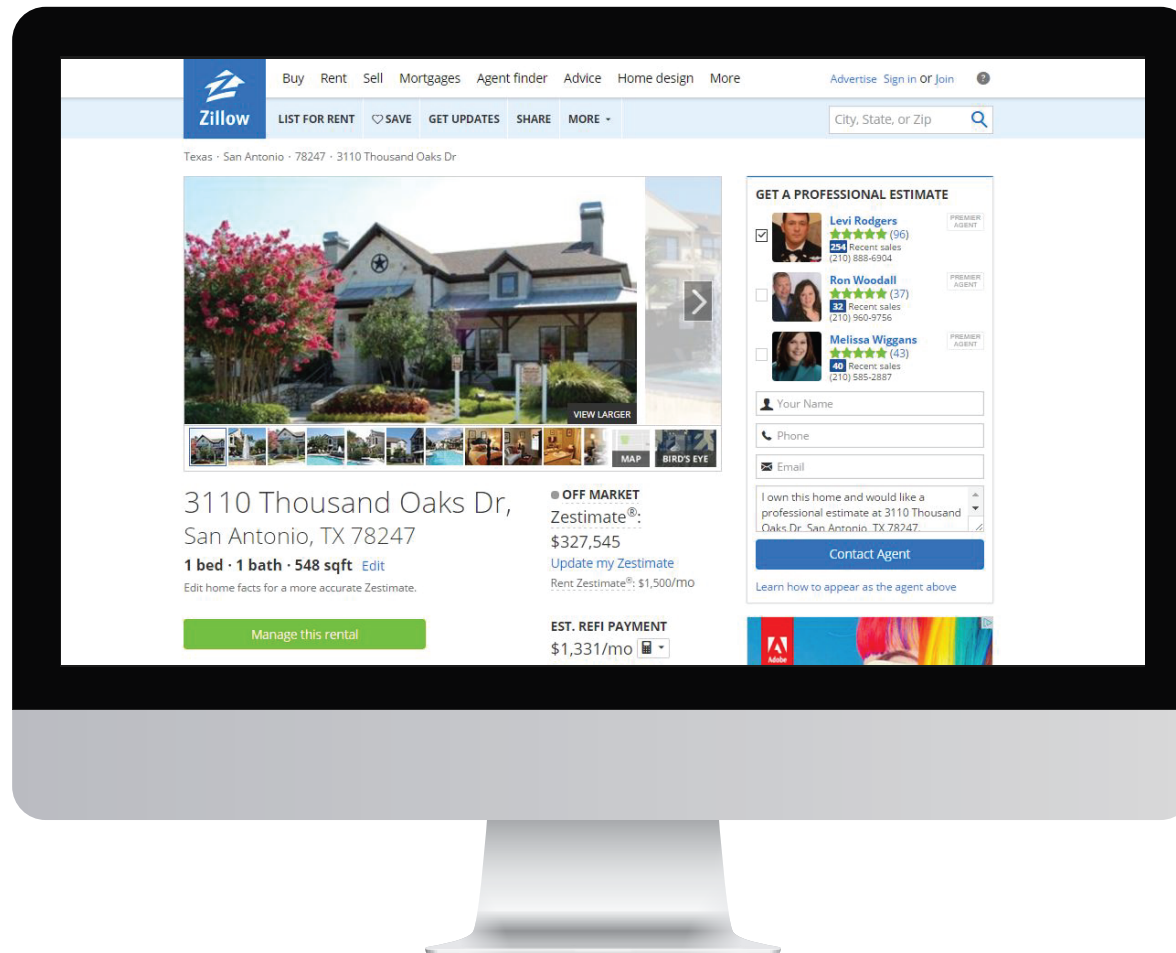 Zillow
Buy Rent Sell Mortgages Agent finder Advice Home design More
Advertise Sign in or Join ?
LIST FOR RENT SAVE GET UPDATES SHARE MORE
City, State, or Zip
Texas · San Antonio · 78247 · 3110 Thousand Oaks Dr
VIEW LARGER
MAP
BIRD'S EYE
3110 Thousand Oaks Dr,
San Antonio, TX 78247
1 bed · 1 bath · 548 sqft Edit
Edit home facts for a more accurate Zestimate.
Manage this rental
OFF MARKET
Zestimate®:
$327,545
Update my Zestimate
Rent Zestimate®: $1,500/mo
EST. REFI PAYMENT
$1,331/mo
GET A PROFESSIONAL ESTIMATE
Levi Rodgers
(96)
254 Recent sales
(210) 888-6904
PREMIER
AGENT
Ron Woodall
(37)
32 Recent sales
(210) 960-9756
PREMIER
AGENT
Melissa Wiggans
(43)
40 Recent sales
(210) 585-2887
PREMIER
AGENT
Your Name
Phone
Email
I own this home and would like a
professional estimate at 3110 Thousand
Oaks Dr, San Antonio, TX 78247.
Contact Agent
Learn how to appear as the agent above
Adobe